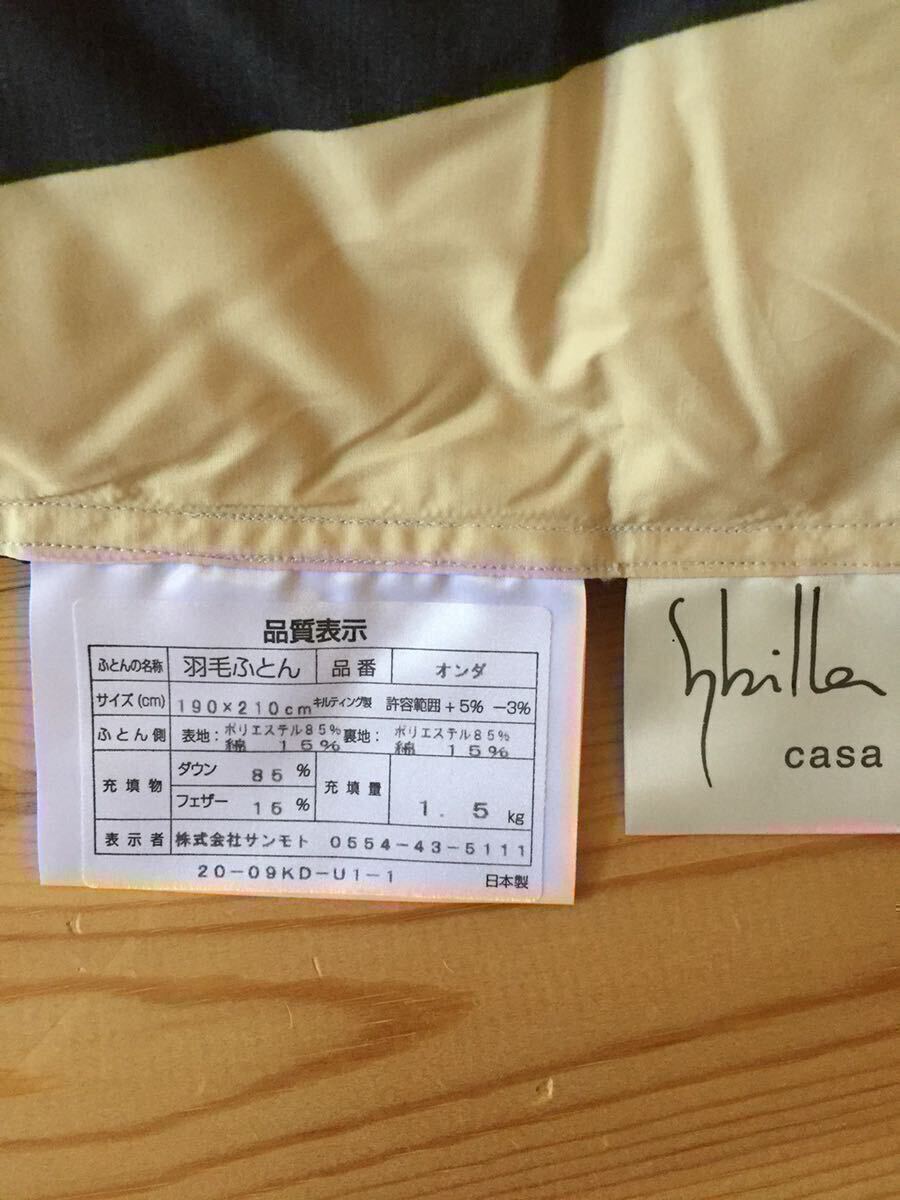 品質表示
ふとんの名称 羽毛ふとん 品番 オンダ
サイズ(cm) 190×210cm キルティング製 許容範囲+5% −3%
ふとん側 表地:ポリエステル85% 裏地:ポリエステル85%
綿 15% 綿 15%
充填物 ダウン 85% 充填量 1.5kg
フェザー 15%
表示者 株式会社サンモト 0554-43-5111
20-09KD-U1-1 日本製
Sybilla
casa